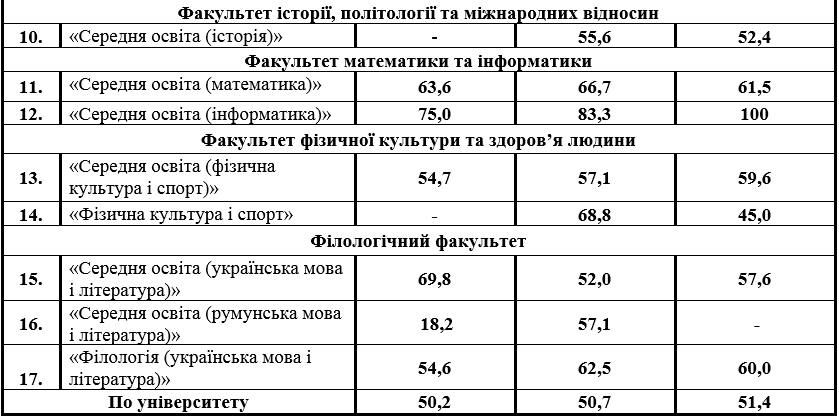 Факультет історії, політології та міжнародних відносин
10. «Середня освіта (історія)» - 55,6 52,4
Факультет математики та інформатики
11. «Середня освіта (математика)» 63,6 66,7 61,5
12. «Середня освіта (інформатика)» 75,0 83,3 100
Факультет фізичної культури та здоров’я людини
13. «Середня освіта (фізична
культура і спорт)» 54,7 57,1 59,6
14. «Фізична культура і спорт» - 68,8 45,0
Філологічний факультет
15. «Середня освіта (українська мова
і література)» 69,8 52,0 57,6
16. «Середня освіта (румунська мова
і література)» 18,2 57,1 -
17. «Філологія (українська мова і
література)» 54,6 62,5 60,0
По університету 50,2 50,7 51,4